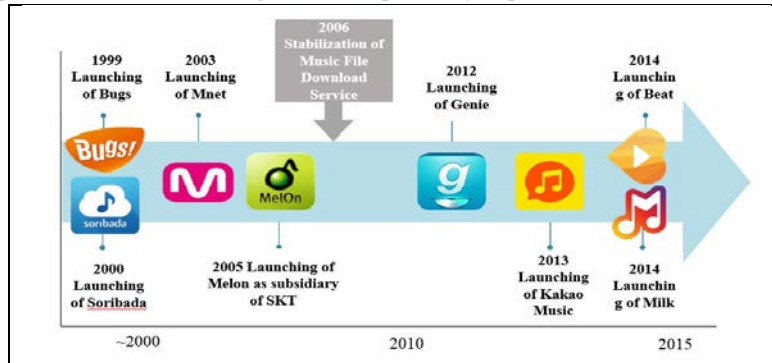 2006
Stabilization of
Music File
Download
Service
1999
Launching
of Bugs
2003
Launching
of Mnet
2012
Launching
of Genie
2014
Launchin
g of Beat
Bugs!
soribada
MelOn
g
2000
Launching
of Soribada
2005 Launching of
Melon as subsidiary
of SKT
2013
Launching
of Kakao
Music
2014
Launchin
g of Milk
~2000
2010
2015